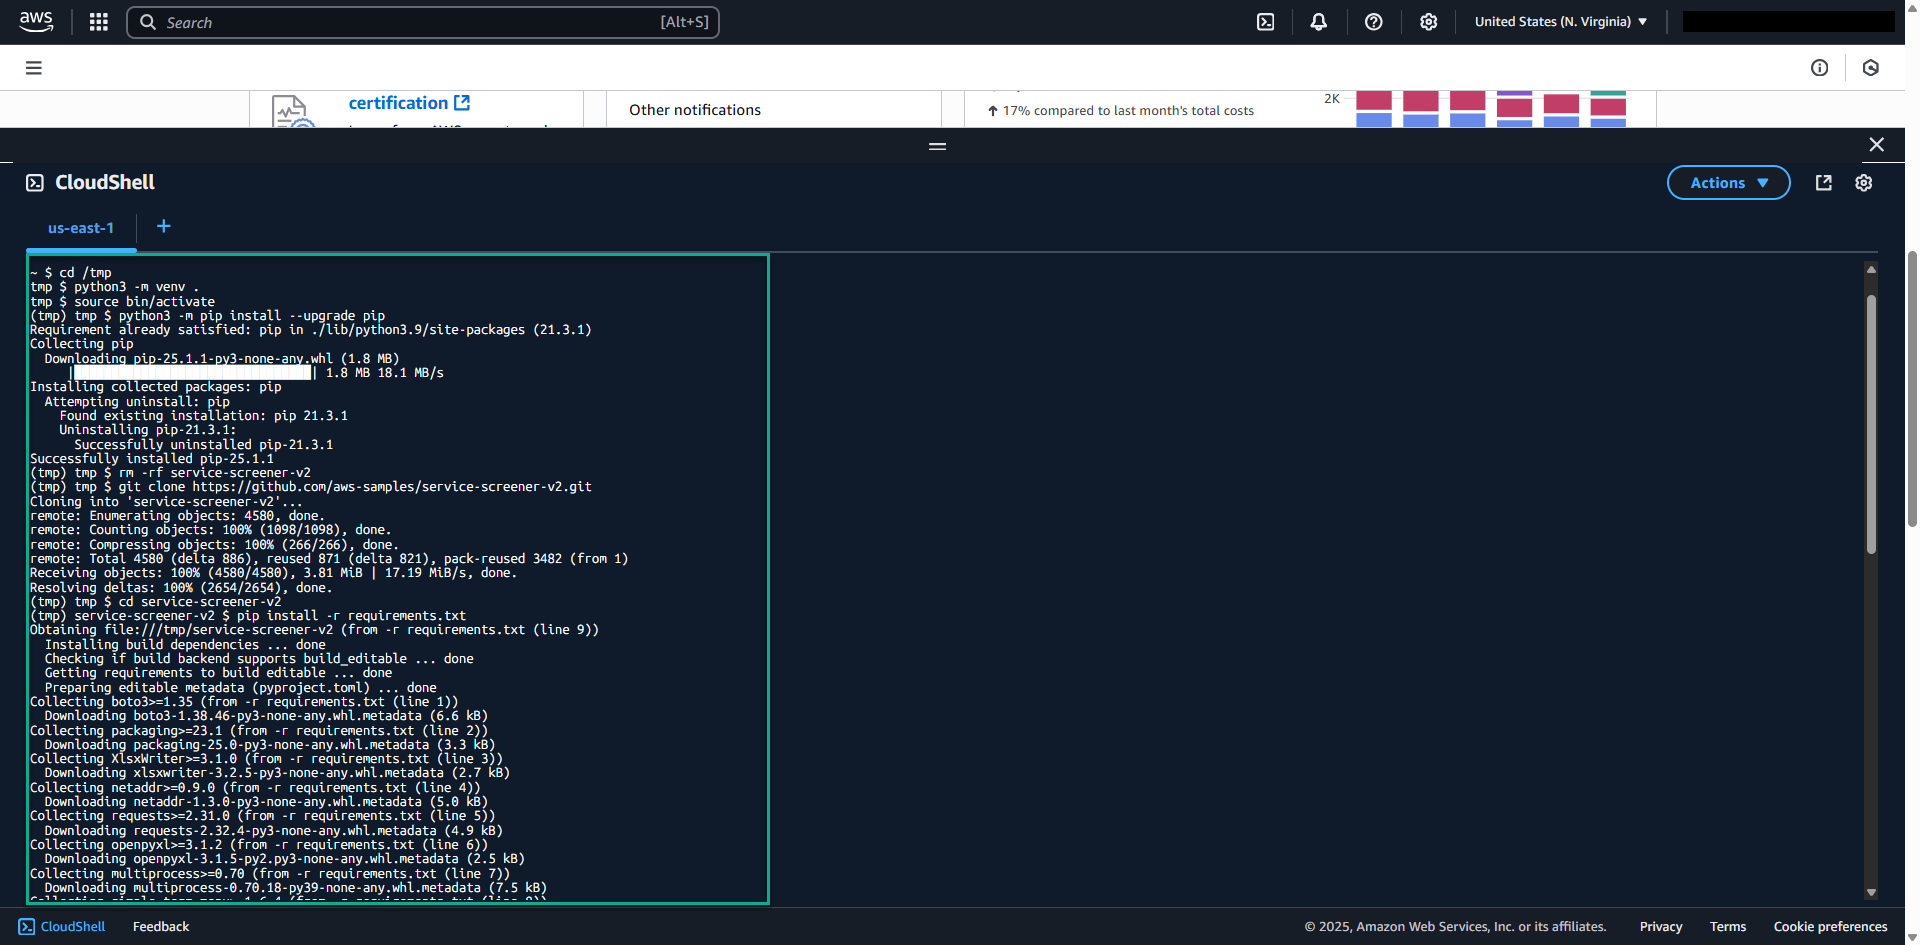 aws
Search
[Alt+S]
United States (N. Virginia)
certification
Other notifications
17% compared to last month's total costs
2K
CloudShell
Actions
us-east-1
~ $ cd /tmp
tmp $ python3 -m venv .
tmp $ source bin/activate
(tmp) tmp $ python3 -m pip install --upgrade pip
Requirement already satisfied: pip in ./lib/python3.9/site-packages (21.3.1)
Collecting pip
  Downloading pip-25.1.1-py3-none-any.whl (1.8 MB)
     |████████████████████████████████| 1.8 MB 18.1 MB/s
Installing collected packages: pip
  Attempting uninstall: pip
    Found existing installation: pip 21.3.1
    Uninstalling pip-21.3.1:
      Successfully uninstalled pip-21.3.1
Successfully installed pip-25.1.1
(tmp) tmp $ rm -rf service-screener-v2
(tmp) tmp $ git clone https://github.com/aws-samples/service-screener-v2.git
Cloning into 'service-screener-v2'...
remote: Enumerating objects: 4580, done.
remote: Counting objects: 100% (1098/1098), done.
remote: Compressing objects: 100% (266/266), done.
remote: Total 4580 (delta 886), reused 871 (delta 821), pack-reused 3482 (from 1)
Receiving objects: 100% (4580/4580), 3.81 MiB | 17.19 MiB/s, done.
Resolving deltas: 100% (2654/2654), done.
(tmp) tmp $ cd service-screener-v2
(tmp) service-screener-v2 $ pip install -r requirements.txt
Obtaining file:///tmp/service-screener-v2 (from -r requirements.txt (line 9))
  Installing build dependencies ... done
  Checking if build backend supports build_editable ... done
  Getting requirements to build editable ... done
  Preparing editable metadata (pyproject.toml) ... done
Collecting boto3>=1.35 (from -r requirements.txt (line 1))
  Downloading boto3-1.38.46-py3-none-any.whl.metadata (6.6 kB)
Collecting packaging>=23.1 (from -r requirements.txt (line 2))
  Downloading packaging-25.0-py3-none-any.whl.metadata (3.3 kB)
Collecting XlsxWriter>=3.1.0 (from -r requirements.txt (line 3))
  Downloading xlsxwriter-3.2.5-py3-none-any.whl.metadata (2.7 kB)
Collecting netaddr>=0.9.0 (from -r requirements.txt (line 4))
  Downloading netaddr-1.3.0-py3-none-any.whl.metadata (5.0 kB)
Collecting requests>=2.31.0 (from -r requirements.txt (line 5))
  Downloading requests-2.32.4-py3-none-any.whl.metadata (4.9 kB)
Collecting openpyxl>=3.1.2 (from -r requirements.txt (line 6))
  Downloading openpyxl-3.1.5-py2.py3-none-any.whl.metadata (2.5 kB)
Collecting multiprocess>=0.70 (from -r requirements.txt (line 7))
  Downloading multiprocess-0.70.18-py39-none-any.whl.metadata (7.5 kB)
CloudShell
Feedback
© 2025, Amazon Web Services, Inc. or its affiliates.
Privacy
Terms
Cookie preferences